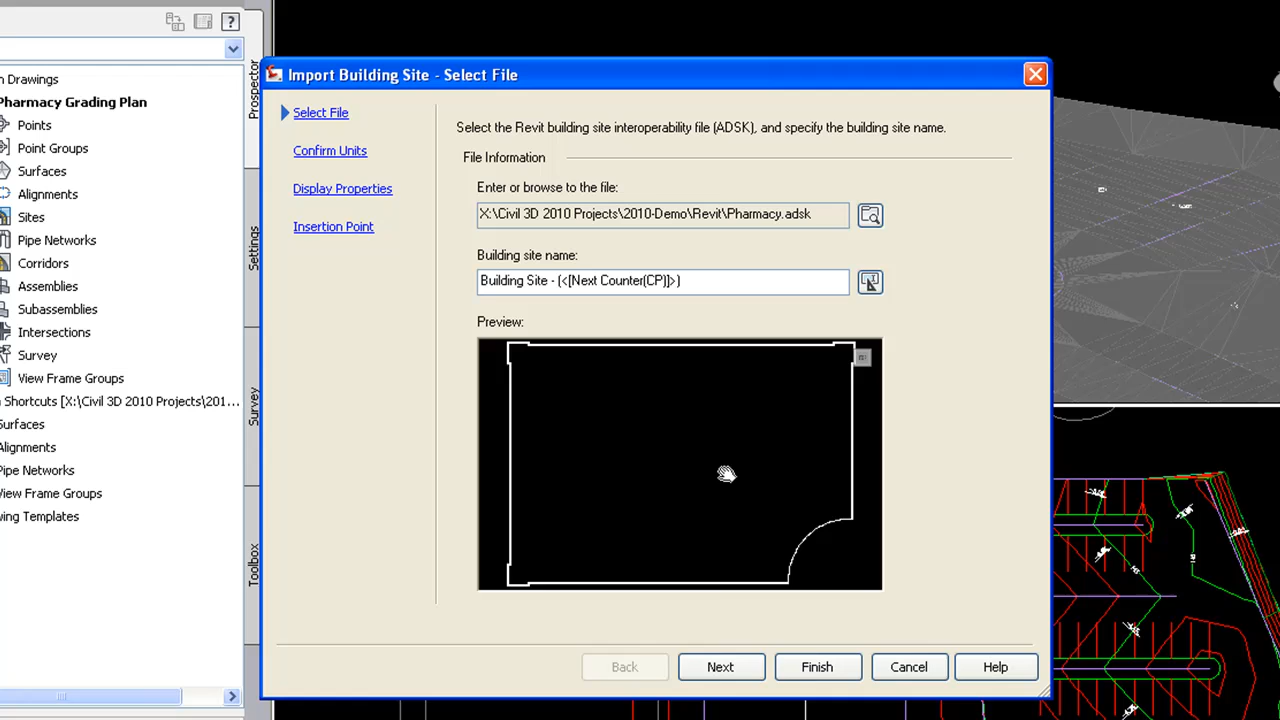 n Drawings
Pharmacy Grading Plan
Points
Point Groups
Surfaces
Alignments
Sites
Pipe Networks
Corridors
Assemblies
Subassemblies
Intersections
Survey
View Frame Groups
Shortcuts [X:\Civil 3D 2010 Projects\201...
Surfaces
Alignments
Pipe Networks
View Frame Groups
wing Templates
Prospector
Settings
Survey
Toolbox
Import Building Site - Select File
Select File
Confirm Units
Display Properties
Insertion Point
Select the Revit building site interoperability file (ADSK), and specify the building site name.
File Information
Enter or browse to the file:
X:\Civil 3D 2010 Projects\2010-Demo\Revit\Pharmacy.adsk
Building site name:
Building Site - (<[Next Counter(CP)]>)
Preview:
Back
Next
Finish
Cancel
Help